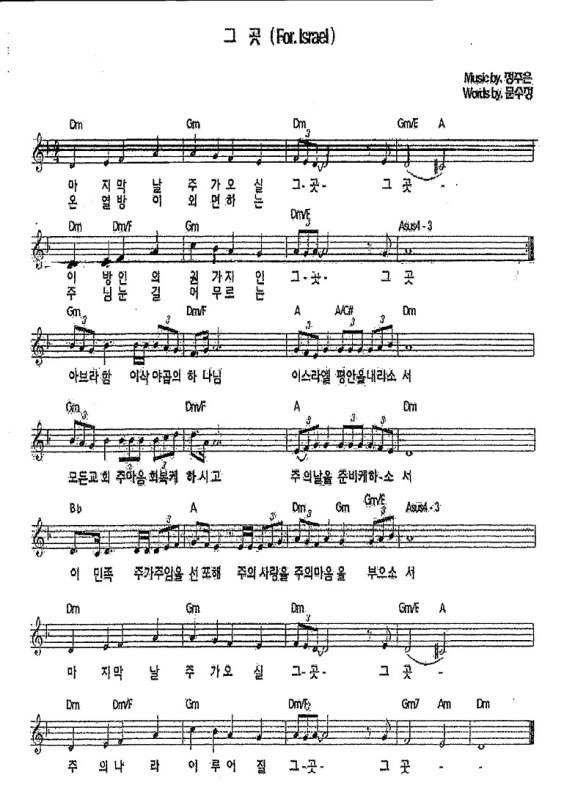 그 곳 (For. Israel)
Music by. 정주은
Words by. 문수경
Dm Gm Dm Gm/E A
마 지 막 날 주 가 오 실 그- 곳- 그 곳 -
온 열 방 이 외 면 하 는
Dm Dm/F Gm Dm/F Asus4 - 3
이 방 인 의 권 가 지 인 그- 곳- 그 곳
주 님 눈 길 머 무 르 는
Gm Dm/F A A/C# Dm
아브라함 이삭 야곱의 하 나님 이스라엘 평안을내리소 서
Gm Dm/F A Dm
모든교회 주마음 회복케 하시고 주의날을 준비케하-소 서
Bb A Dm Gm Gm/E Asus4 - 3
이 민족 주가주임을 선 포해 주의 사랑을 주의마음 을 부으소 서
Dm Gm Dm Gm/E A
마 지 막 날 주 가 오 실 그- 곳- 그 곳 -
Dm Dm/F Gm Dm/F Gm7 Am Dm
주 의 나 라 이 루 어 질 그- 곳- 그 곳 -